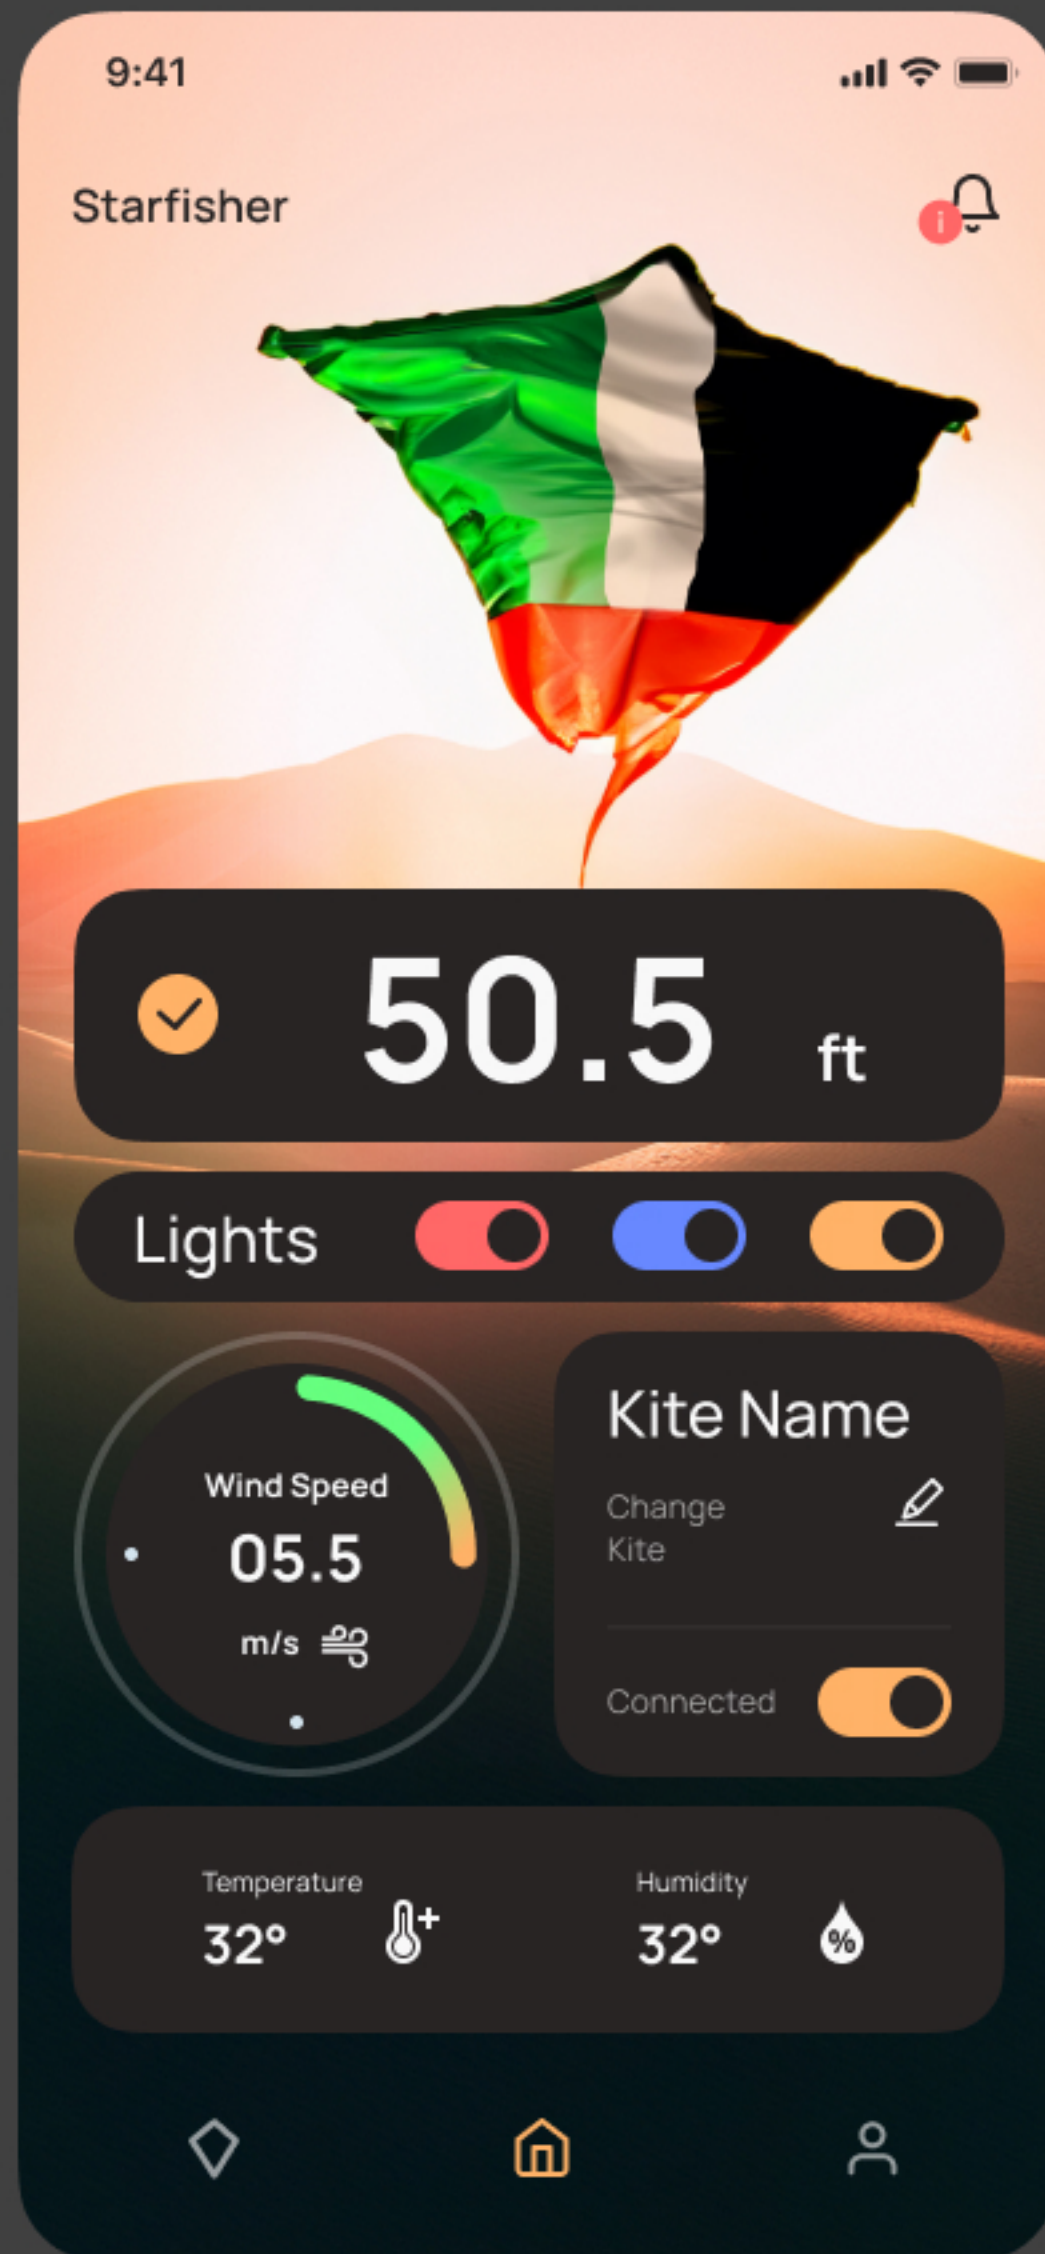 9:41
Starfisher
i
50.5 ft
Lights
Wind Speed
05.5
m/s
Kite Name
Change
Kite
Connected
Temperature
32°
Humidity
32°
%